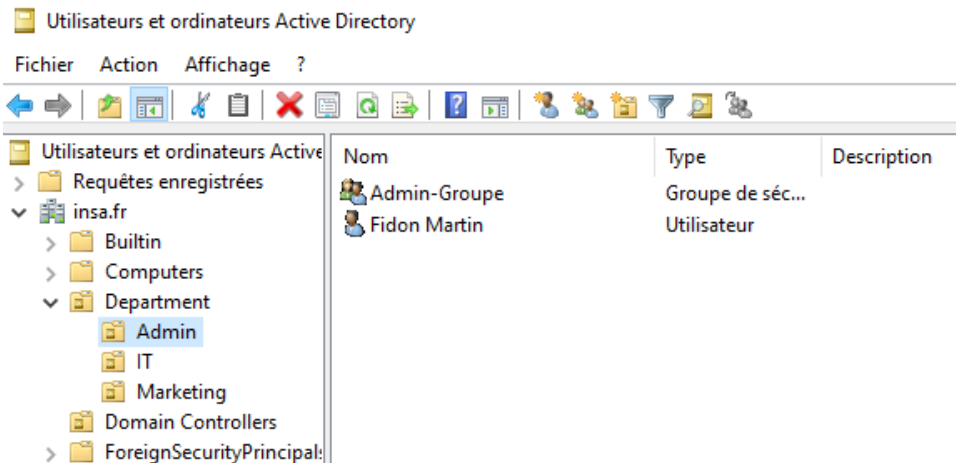 Utilisateurs et ordinateurs Active Directory
Fichier Action Affichage ?
Utilisateurs et ordinateurs Active
Requêtes enregistrées
insa.fr
Builtin
Computers
Department
Admin
IT
Marketing
Domain Controllers
ForeignSecurityPrincipals
Nom Type Description
Admin-Groupe Groupe de séc...
Fidon Martin Utilisateur